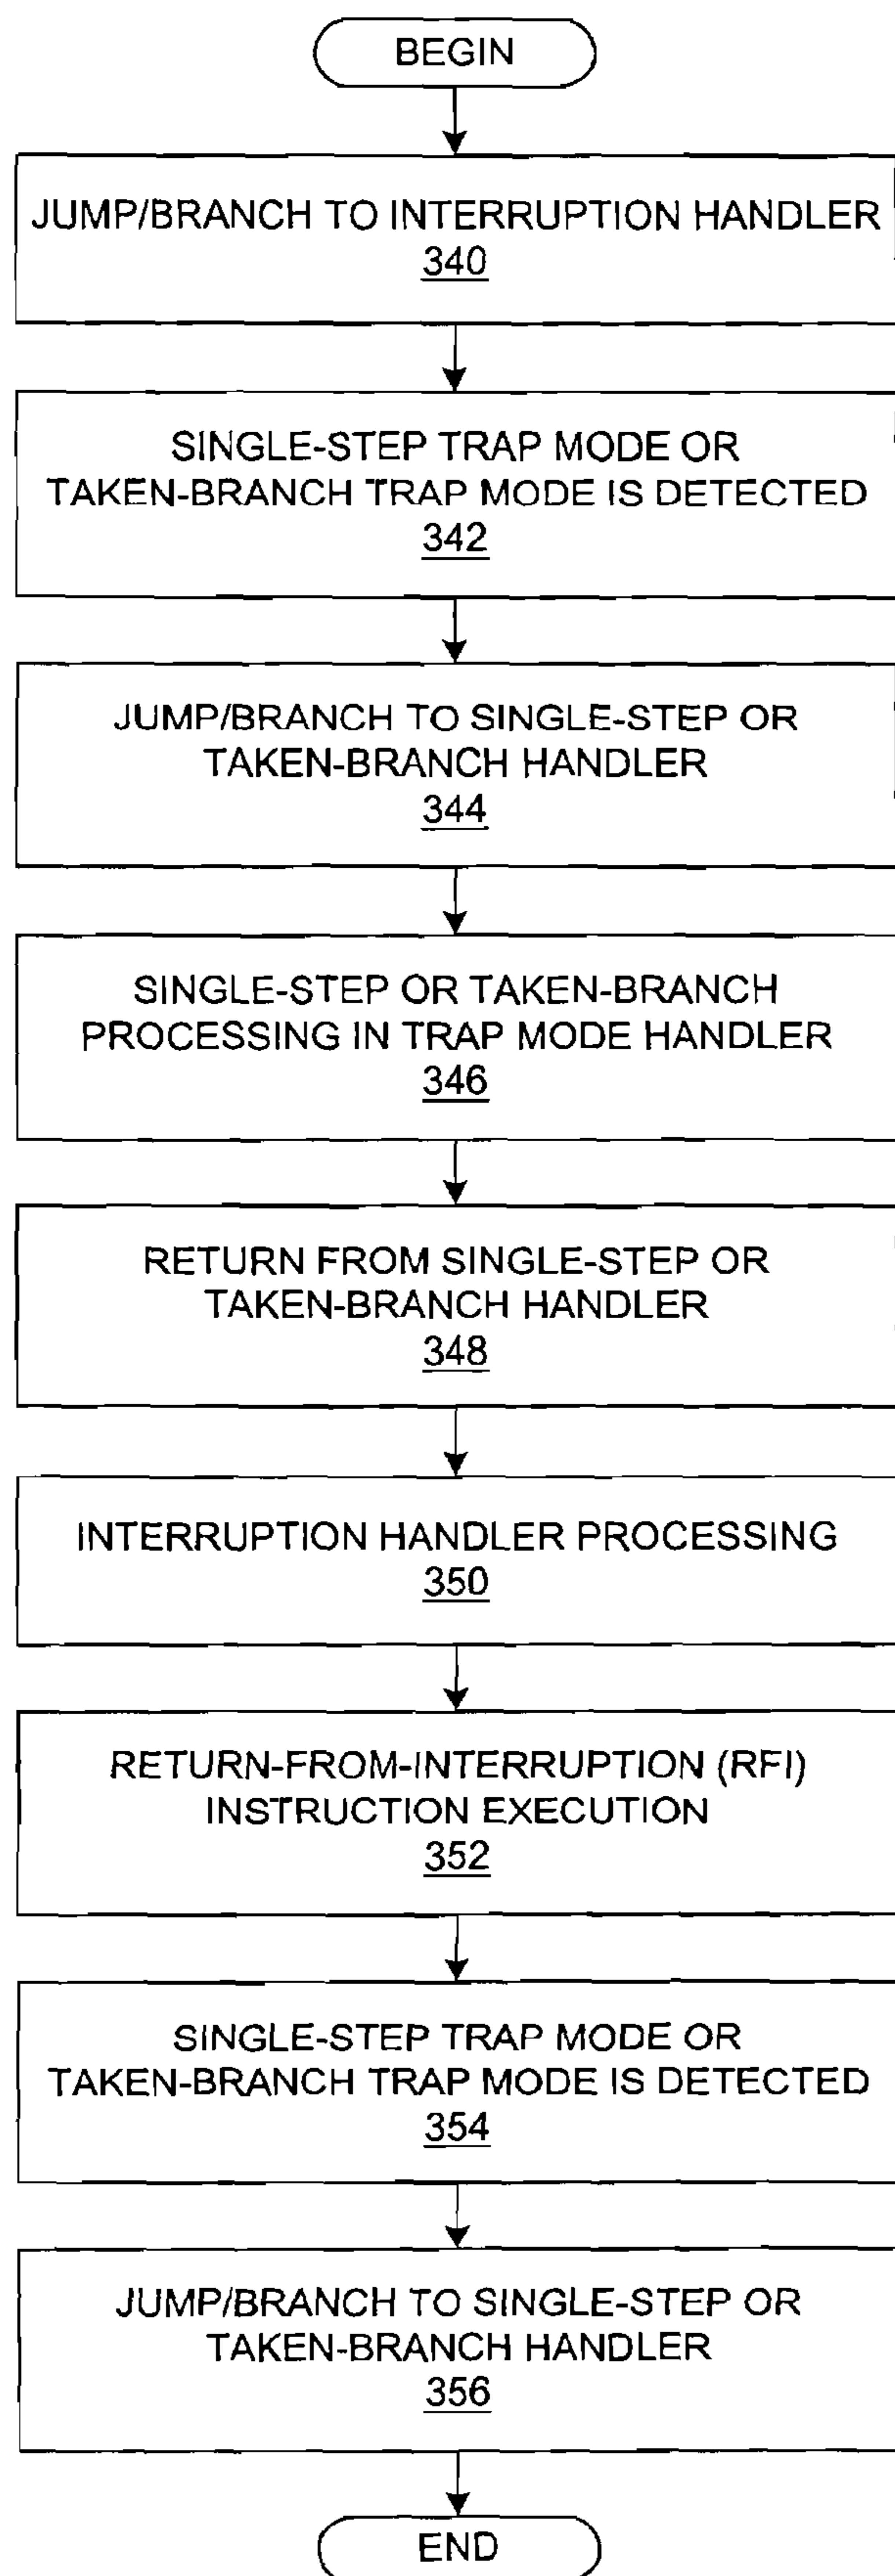 BEGIN
JUMP/BRANCH TO INTERRUPTION HANDLER
340
SINGLE-STEP TRAP MODE OR
TAKEN-BRANCH TRAP MODE IS DETECTED
342
JUMP/BRANCH TO SINGLE-STEP OR
TAKEN-BRANCH HANDLER
344
SINGLE-STEP OR TAKEN-BRANCH
PROCESSING IN TRAP MODE HANDLER
346
RETURN FROM SINGLE-STEP OR
TAKEN-BRANCH HANDLER
348
INTERRUPTION HANDLER PROCESSING
350
RETURN-FROM-INTERRUPTION (RFI)
INSTRUCTION EXECUTION
352
SINGLE-STEP TRAP MODE OR
TAKEN-BRANCH TRAP MODE IS DETECTED
354
JUMP/BRANCH TO SINGLE-STEP OR
TAKEN-BRANCH HANDLER
356
END